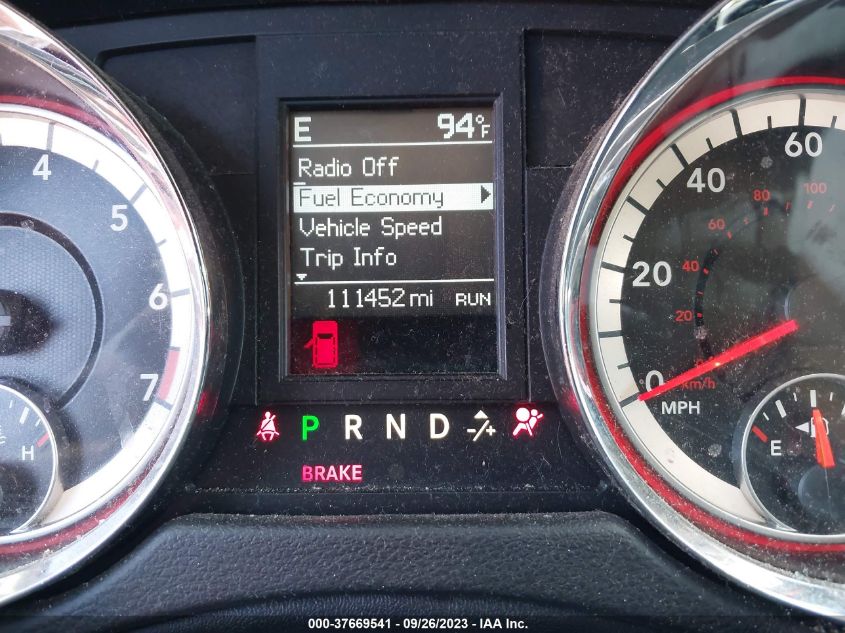 E 94°F
Radio Off
Fuel Economy
Vehicle Speed
Trip Info
111452 mi RUN
P R N D -/+
BRAKE
4
5
6
7
H
0
20
40
60
MPH
20
40
60
80
100
km/h
E
000-37669541 - 09/26/2023 - IAA Inc.